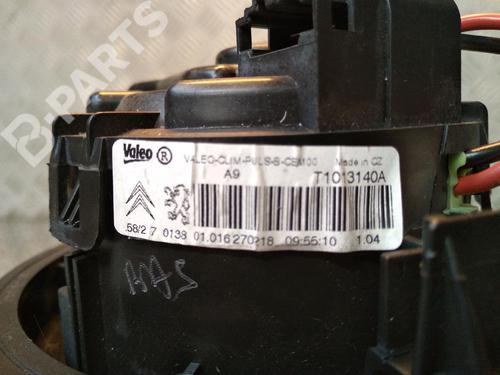 B-PARTS
Valeo ® VALEO-CLIM-PULS-B-CEM00 Made in CZ
A9 T1013140A
58/2 7 0138 01.016 270218 09:55:10 1.04